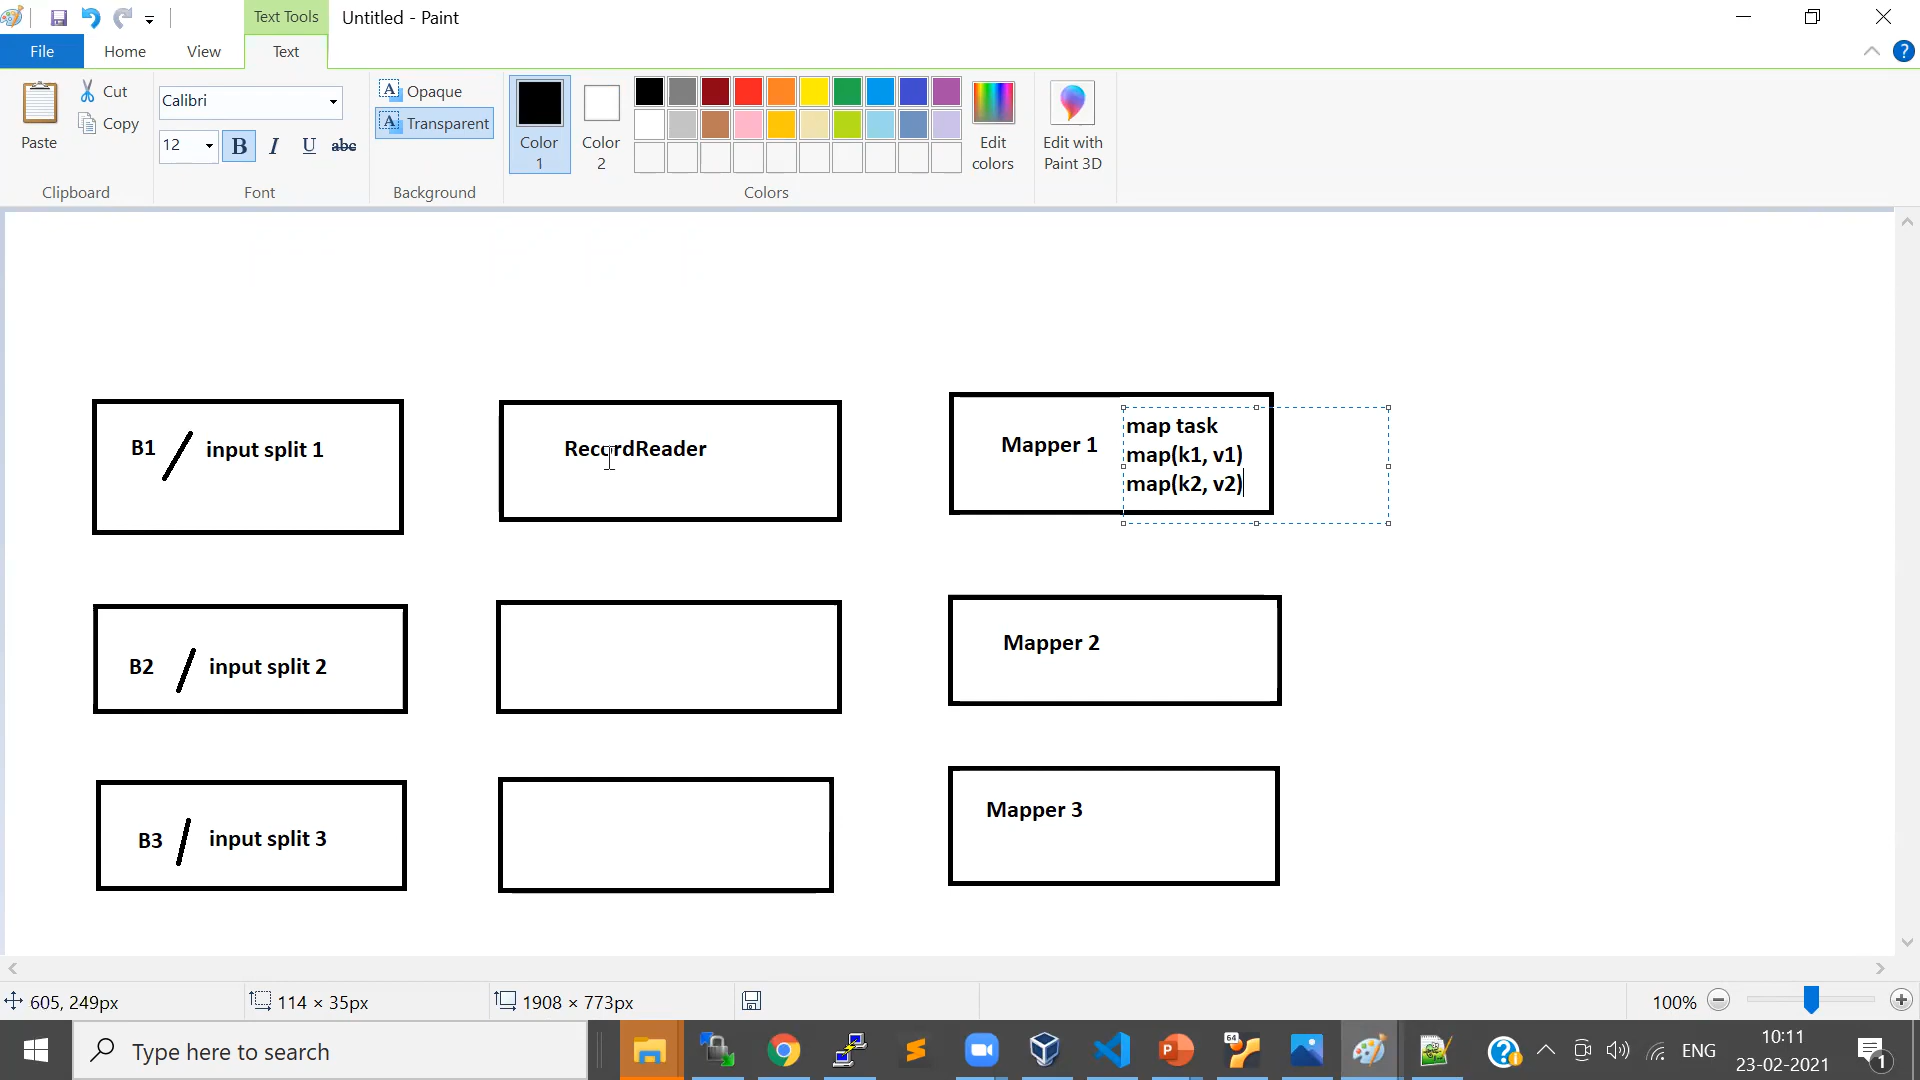 Text Tools
Untitled - Paint
File
Home
View
Text
Paste
Cut
Copy
Clipboard
Calibri
12
B
I
U
abc
Font
A Opaque
A Transparent
Background
Color 1
Color 2
Colors
Edit colors
Edit with Paint 3D
B1 / input split 1
RecordReader
Mapper 1
map task
map(k1, v1)
map(k2, v2)
B2 / input split 2
Mapper 2
B3 / input split 3
Mapper 3
605, 249px
114 × 35px
1908 × 773px
100%
Type here to search
64
ENG
10:11
23-02-2021
1